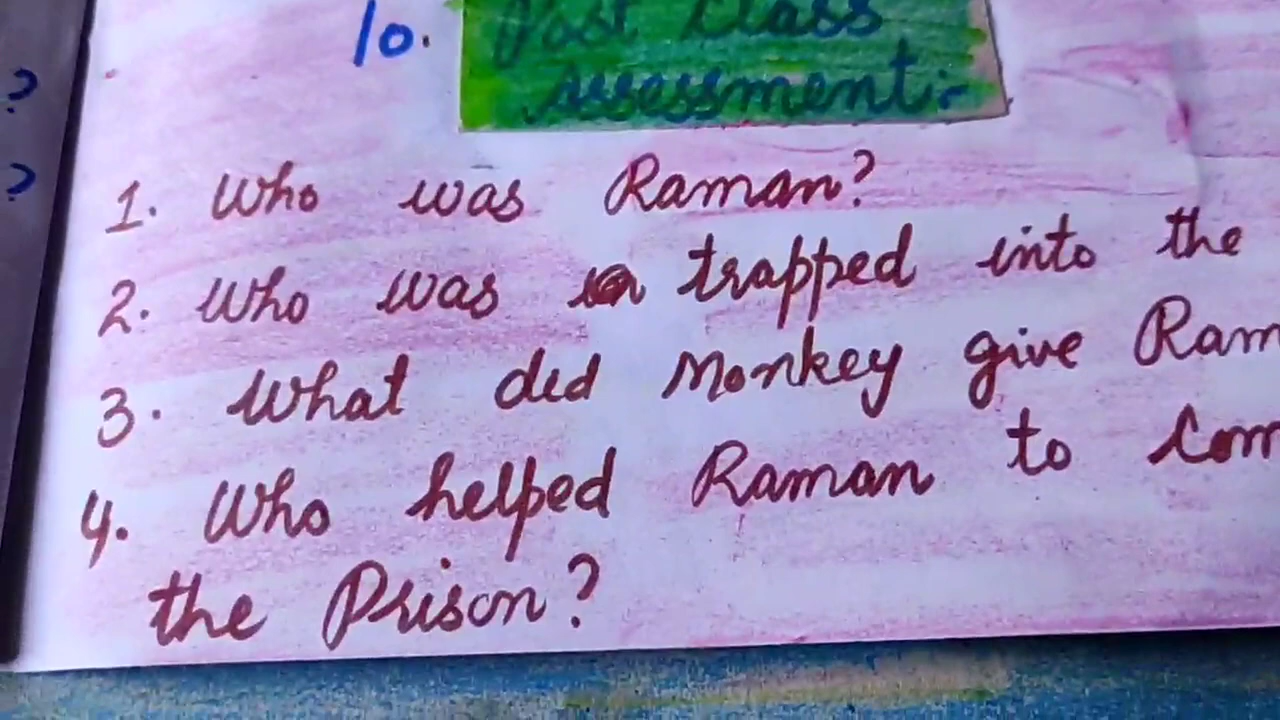 10. Post Class
Assessment:-
1. Who was Raman?
2. Who was trapped into the
3. What did Monkey give Ram
4. Who helped Raman to Com
the Prison?
?
?